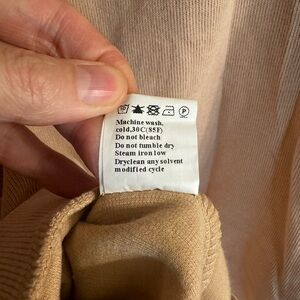 Machine wash,
cold,30C(85F)
Do not bleach
Do not tumble dry
Steam iron low
Dryclean any solvent
modified cycle